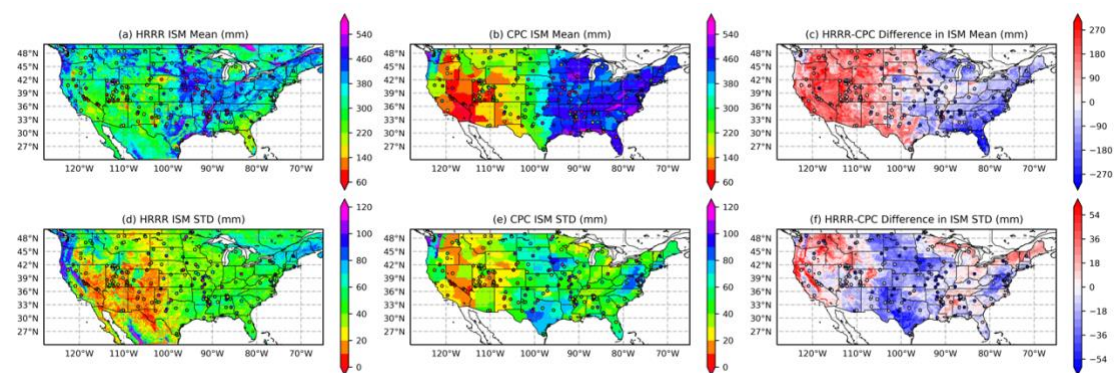 (a) HRRR ISM Mean (mm)
48°N
45°N
42°N
39°N
36°N
33°N
30°N
27°N
120°W 110°W 100°W 90°W 80°W 70°W
540
460
380
300
220
140
60
(b) CPC ISM Mean (mm)
48°N
45°N
42°N
39°N
36°N
33°N
30°N
27°N
120°W 110°W 100°W 90°W 80°W 70°W
540
460
380
300
220
140
60
(c) HRRR-CPC Difference in ISM Mean (mm)
48°N
45°N
42°N
39°N
36°N
33°N
30°N
27°N
120°W 110°W 100°W 90°W 80°W 70°W
270
180
90
0
-90
-180
-270
(d) HRRR ISM STD (mm)
48°N
45°N
42°N
39°N
36°N
33°N
30°N
27°N
120°W 110°W 100°W 90°W 80°W 70°W
120
100
80
60
40
20
0
(e) CPC ISM STD (mm)
48°N
45°N
42°N
39°N
36°N
33°N
30°N
27°N
120°W 110°W 100°W 90°W 80°W 70°W
120
100
80
60
40
20
0
(f) HRRR-CPC Difference in ISM STD (mm)
48°N
45°N
42°N
39°N
36°N
33°N
30°N
27°N
120°W 110°W 100°W 90°W 80°W 70°W
54
36
18
0
-18
-36
-54